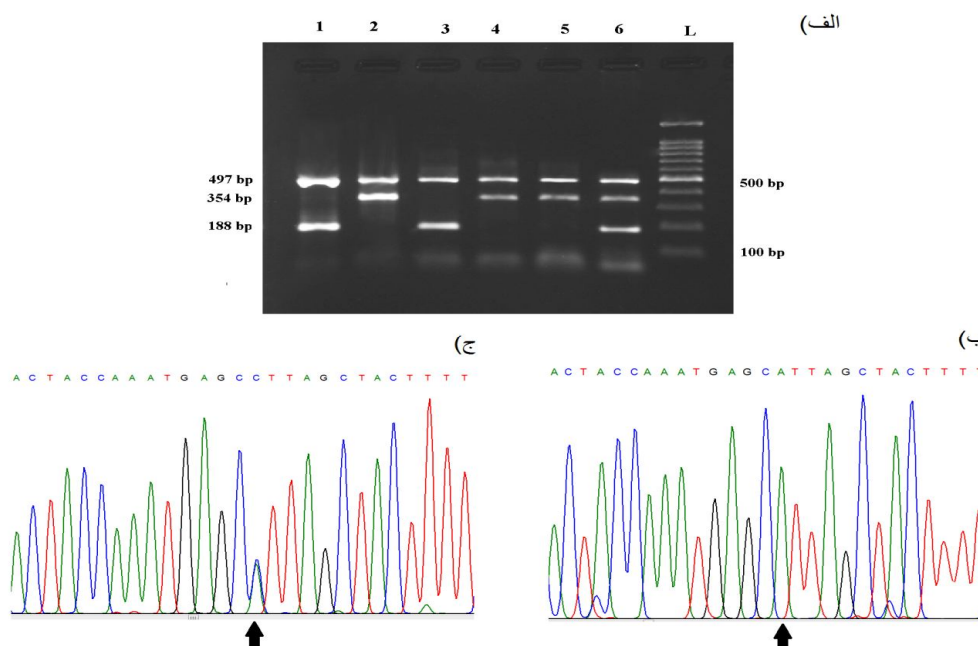 الف)
1 2 3 4 5 6 L
497 bp
354 bp
188 bp
500 bp
100 bp
ج)
A C T A C C A A A T G A G C C T T A G C T A C T T T T
ب)
A C T A C C A A A T G A G C A T T A G C T A C T T T T